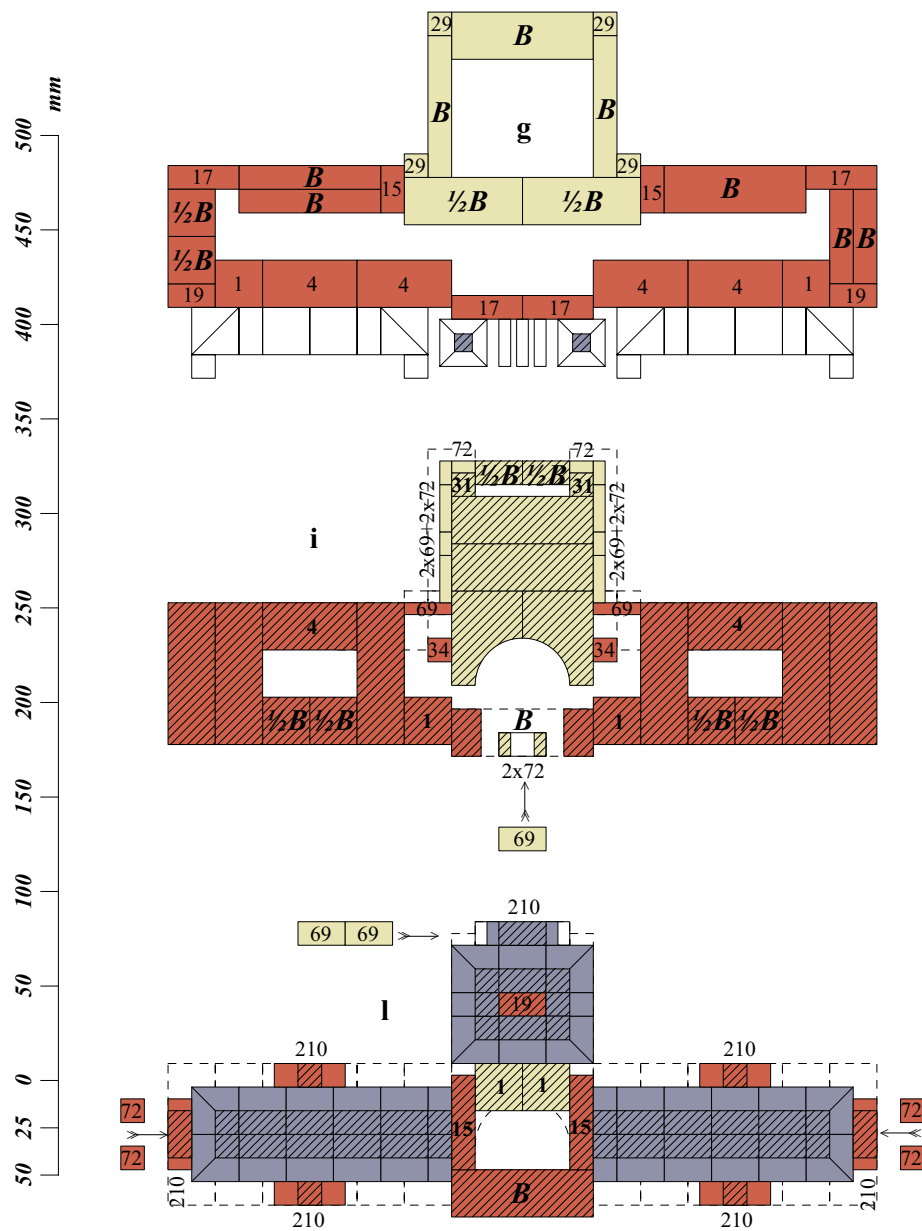 29 B 29
mm
B g B
500
29 29
17 B 15 15 B 17
B
½B ½B ½B
450
½B B B
1 4 4 4 4 1
19 19
17 17
400
350
72 72
½B ½B
31 31
300
2x69+2x72 2x69+2x72
i
250
69 69
4 4
34 34
200
½B ½B 1 B 1 ½B ½B
2x72
150
69
100
210
69 69
50
19
l
210 210
0
1 1
72 72
25
15 15
72 72
50
210 B 210
210 210